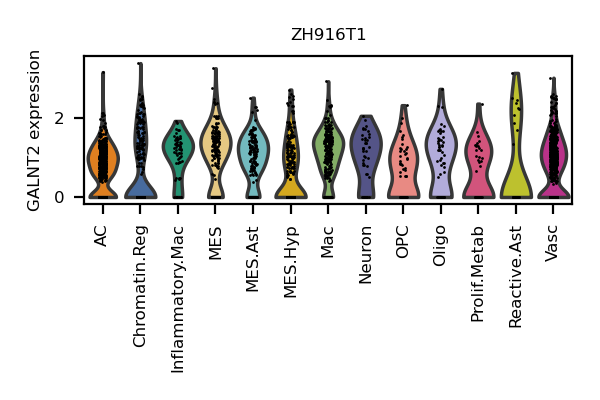 ZH916T1
GALNT2 expression
2
0
AC
Chromatin.Reg
Inflammatory.Mac
MES
MES.Ast
MES.Hyp
Mac
Neuron
OPC
Oligo
Prolif.Metab
Reactive.Ast
Vasc